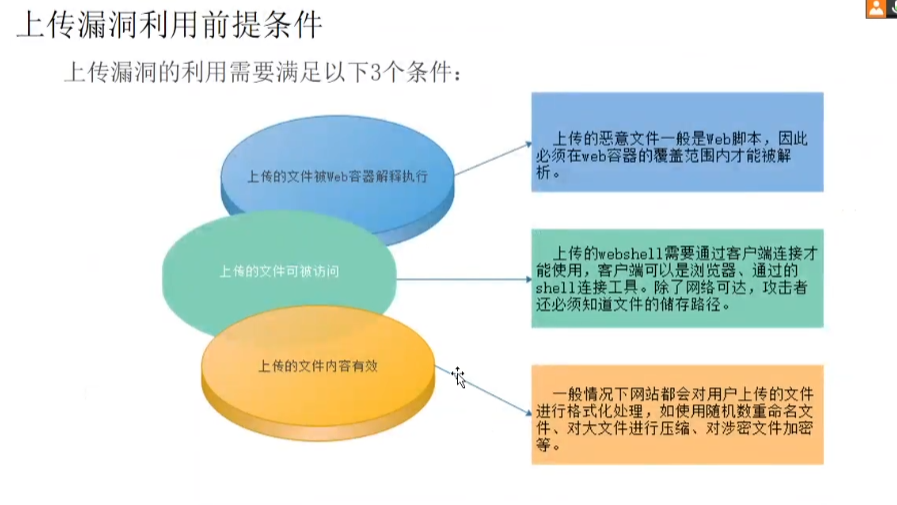 上传漏洞利用前提条件
上传漏洞的利用需要满足以下3个条件：
上传的文件被Web容器解释执行
上传的恶意文件一般是Web脚本，因此
必须在web容器的覆盖范围内才能被解
析。
上传的文件可被访问
上传的webshell需要通过客户端连接才
能使用，客户端可以是浏览器、通过的
shell连接工具。除了网络可达，攻击者
还必须知道文件的储存路径。
上传的文件内容有效
一般情况下网站都会对用户上传的文件
进行格式化处理，如使用随机数重命名文
件、对大文件进行压缩、对涉密文件加密
等。